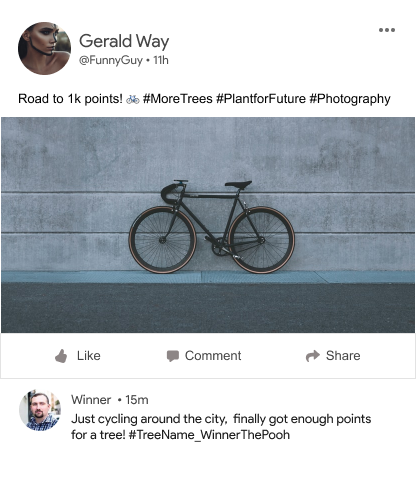 Gerald Way
@FunnyGuy • 11h
Road to 1k points! 🚲 #MoreTrees #PlantforFuture #Photography
Like
Comment
Share
Winner • 15m
Just cycling around the city, finally got enough points
for a tree! #TreeName_WinnerThePooh